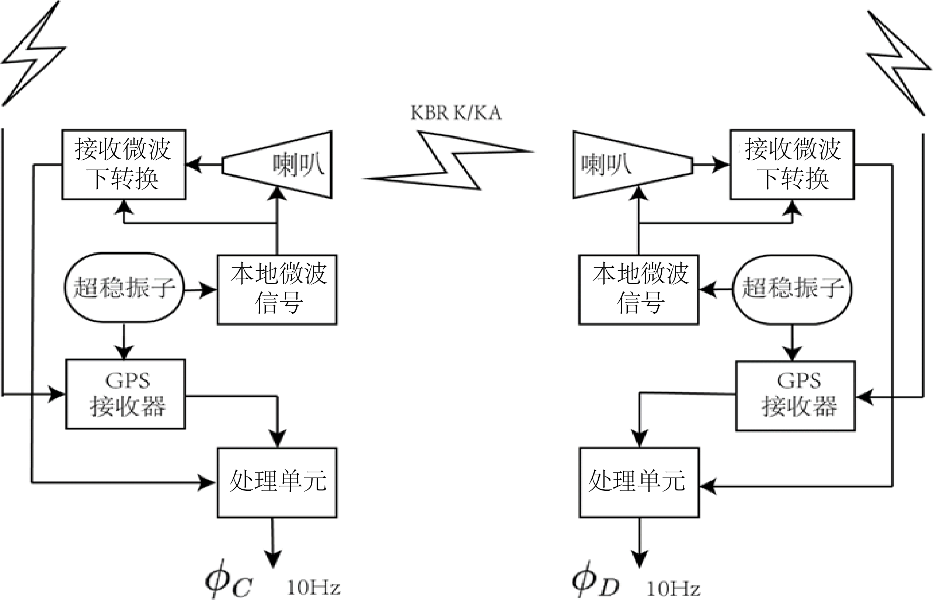 KBR K/KA
接收微波
下转换
喇叭
喇叭
接收微波
下转换
超稳振子
本地微波
信号
本地微波
信号
超稳振子
GPS
接收器
GPS
接收器
处理单元
处理单元
ϕC 10Hz
ϕD 10Hz